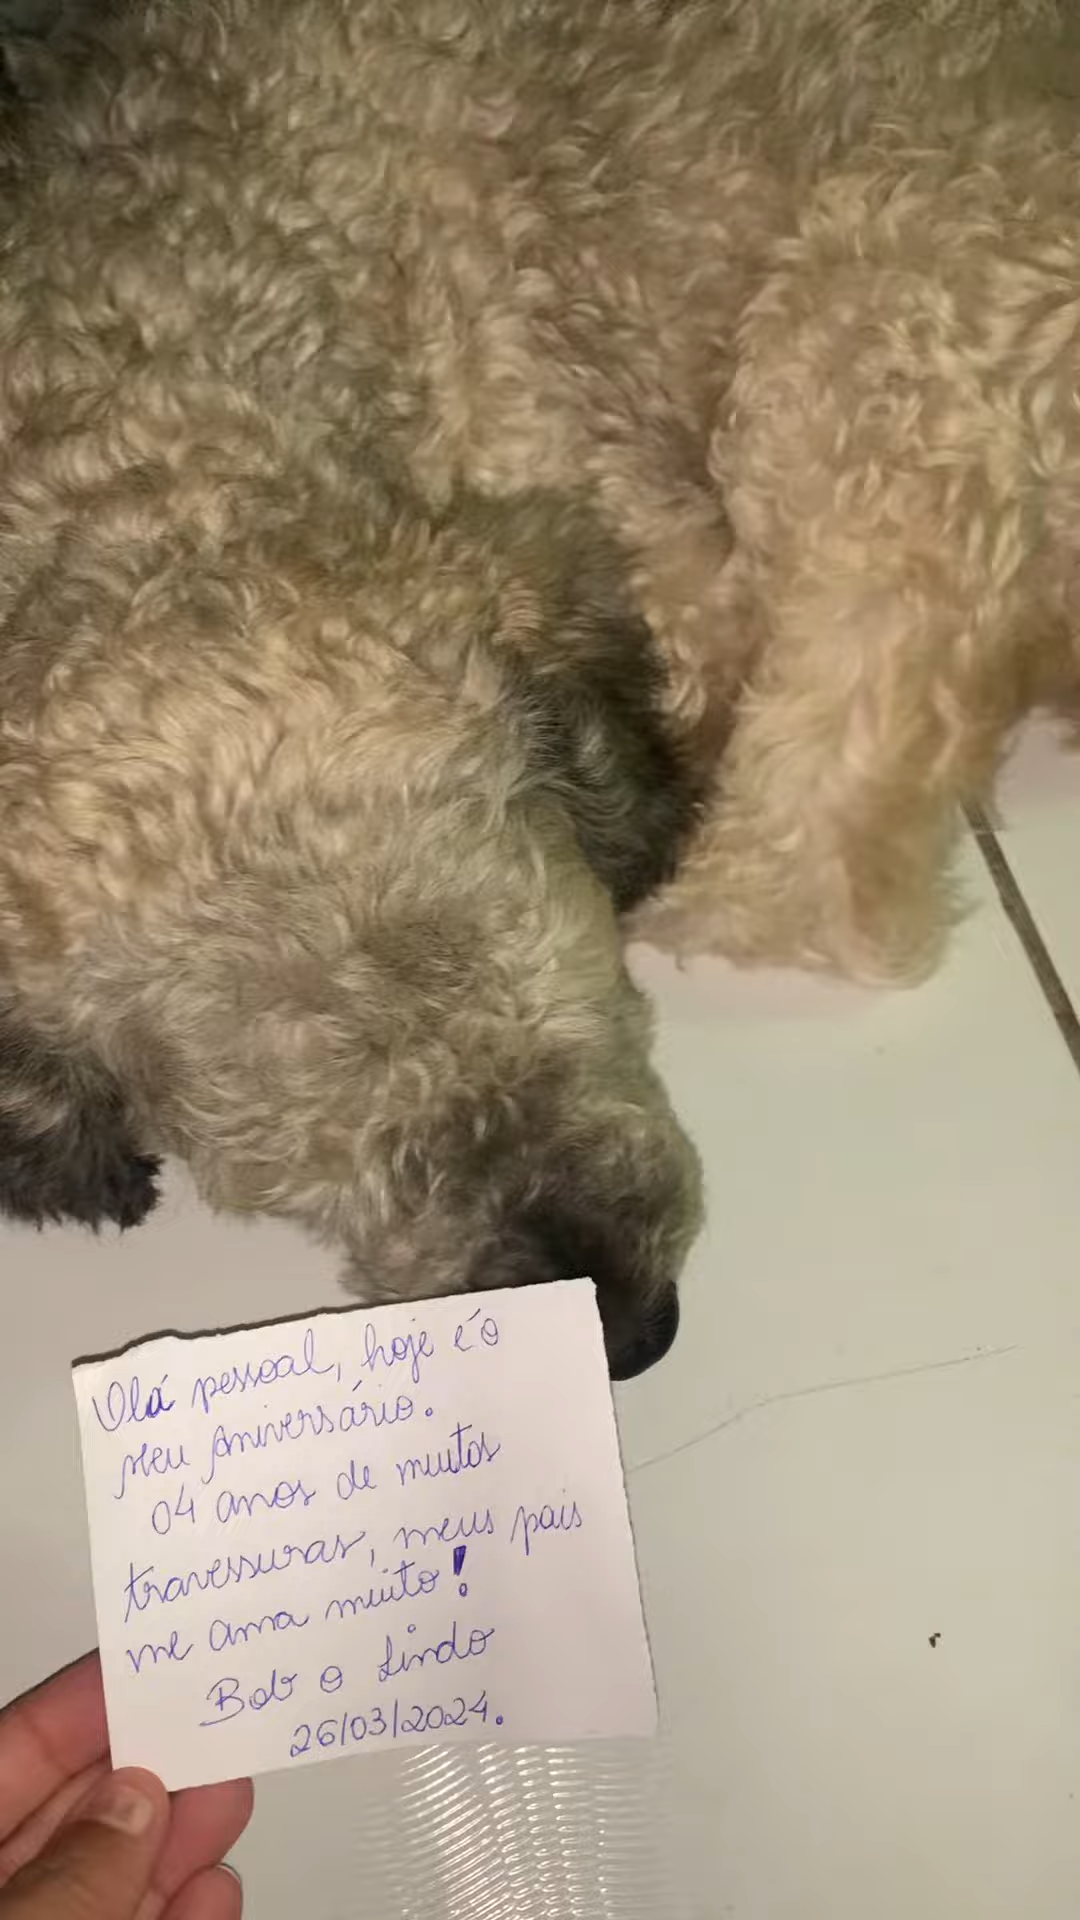 Olá pessoal, hoje é o
meu Aniversário.
04 anos de muitas
travessuras, meus pais
me ama muito!
Bob o Lindo
26/03/2024.